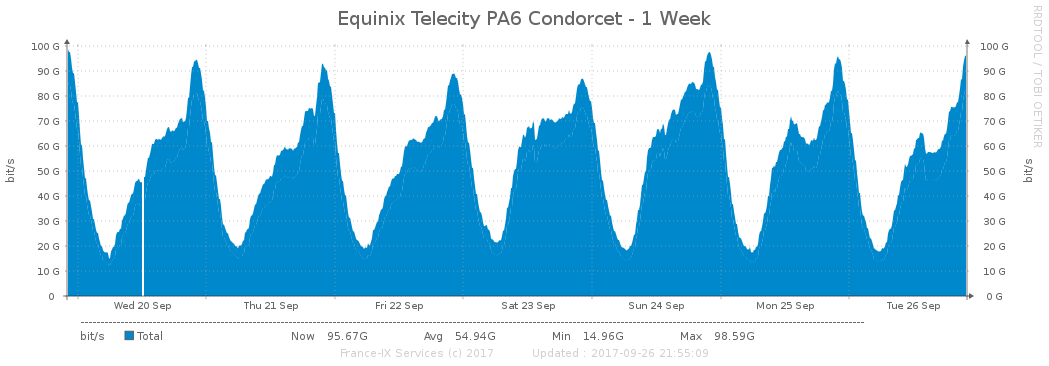 Equinix Telecity PA6 Condorcet - 1 Week
RRDTOOL / TOBI OETIKER
bit/s
bit/s
100 G 100 G
90 G 90 G
80 G 80 G
70 G 70 G
60 G 60 G
50 G 50 G
40 G 40 G
30 G 30 G
20 G 20 G
10 G 10 G
0 0 G
Wed 20 Sep Thu 21 Sep Fri 22 Sep Sat 23 Sep Sun 24 Sep Mon 25 Sep Tue 26 Sep
bit/s Total Now 95.67G Avg 54.94G Min 14.96G Max 98.59G
France-IX Services (c) 2017 Updated : 2017-09-26 21:55:09